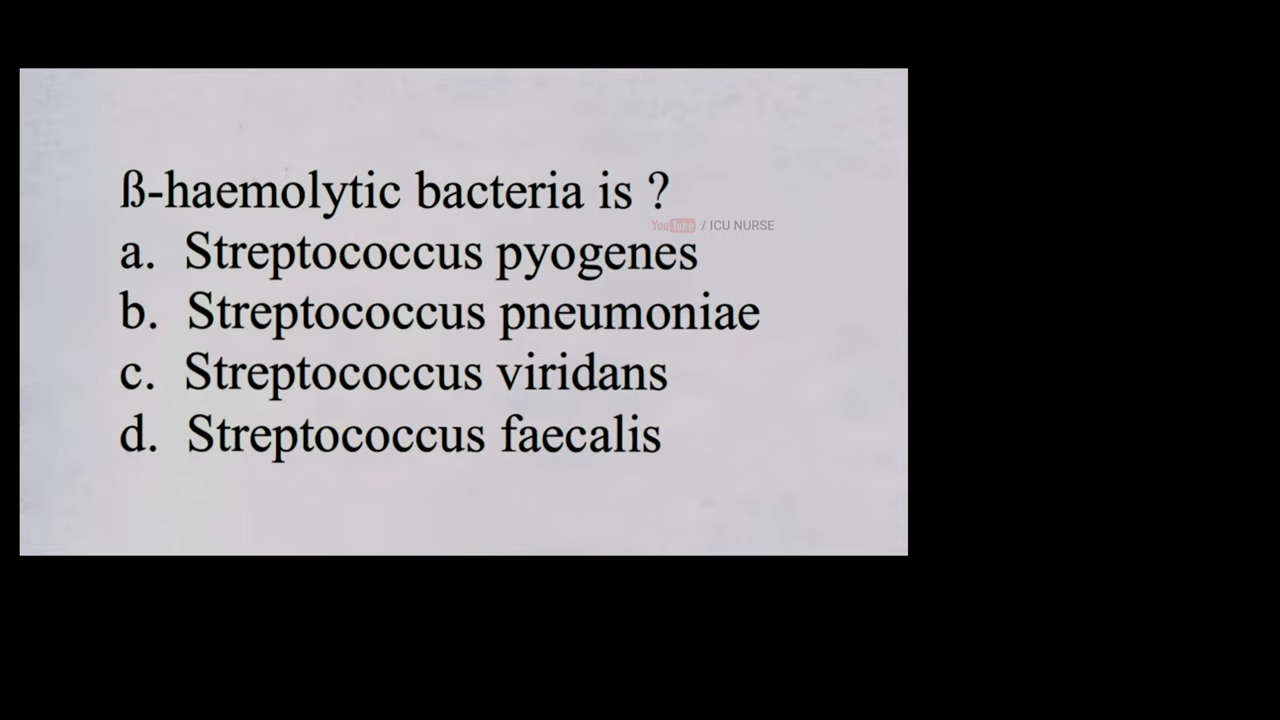 ß-haemolytic bacteria is ?
YouTube / ICU NURSE
a. Streptococcus pyogenes
b. Streptococcus pneumoniae
c. Streptococcus viridans
d. Streptococcus faecalis